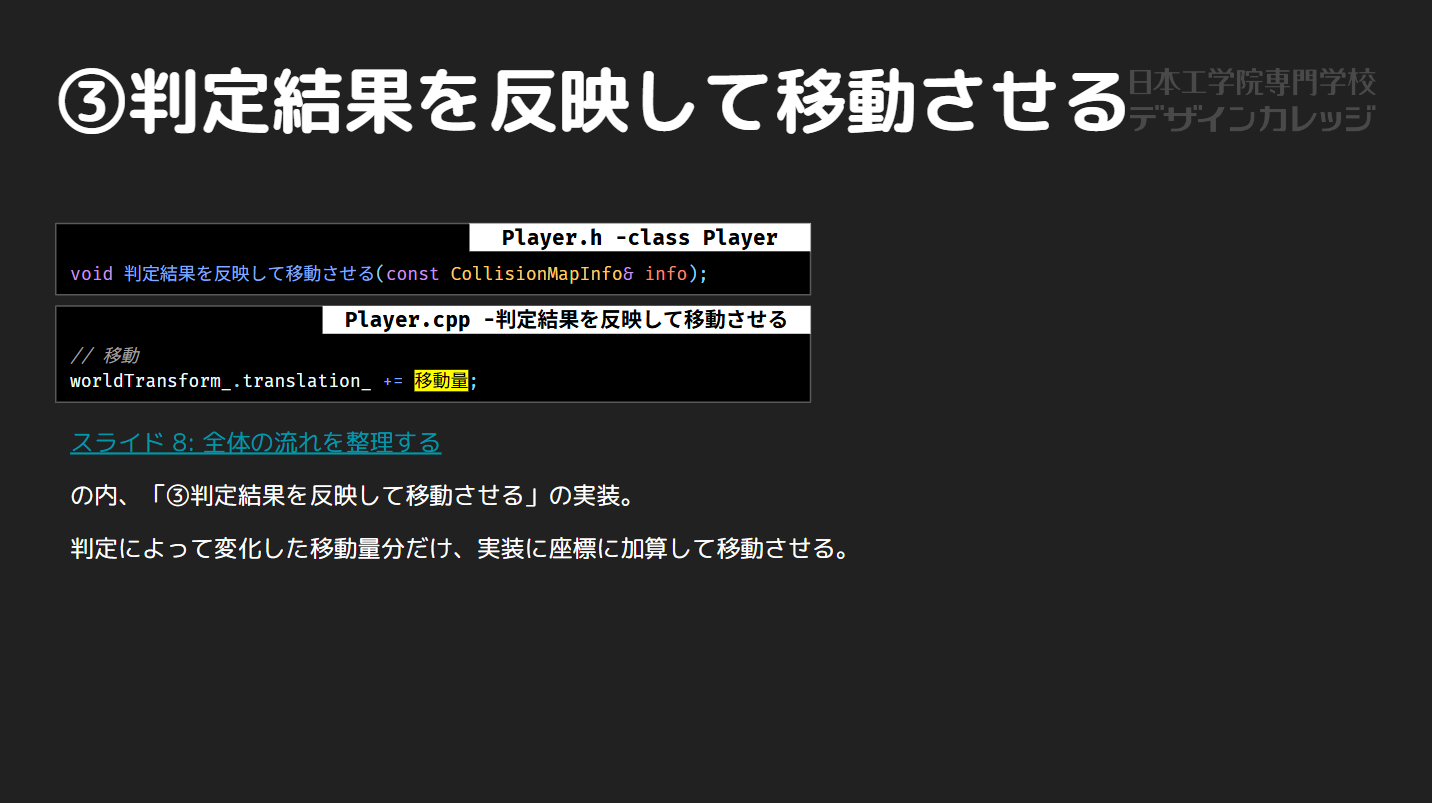 ③判定結果を反映して移動させる
日本工学院専門学校
デザインカレッジ
Player.h -class Player
void 判定結果を反映して移動させる(const CollisionMapInfo& info);
Player.cpp -判定結果を反映して移動させる
// 移動
worldTransform_.translation_ += 移動量;
スライド 8: 全体の流れを整理する
の内、「③判定結果を反映して移動させる」の実装。
判定によって変化した移動量分だけ、実装に座標に加算して移動させる。